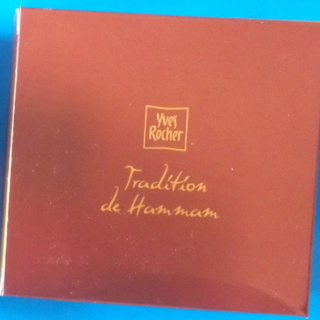 Yves
Rocher
Tradition
de Hammam